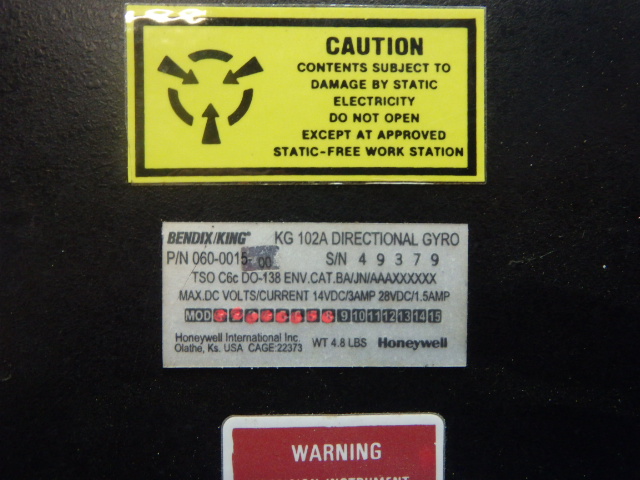 CAUTION
CONTENTS SUBJECT TO
DAMAGE BY STATIC
ELECTRICITY
DO NOT OPEN
EXCEPT AT APPROVED
STATIC-FREE WORK STATION
BENDIX/KING® KG 102A DIRECTIONAL GYRO
P/N 060-0015-00 S/N 49379
TSO C6c DO-138 ENV.CAT.BA/JN/AAAXXXXXX
MAX.DC VOLTS/CURRENT 14VDC/3AMP 28VDC/1.5AMP
MOD 9 10 11 12 13 14 15
Honeywell International Inc.
Olathe, Ks. USA CAGE:22373 WT 4.8 LBS Honeywell
WARNING